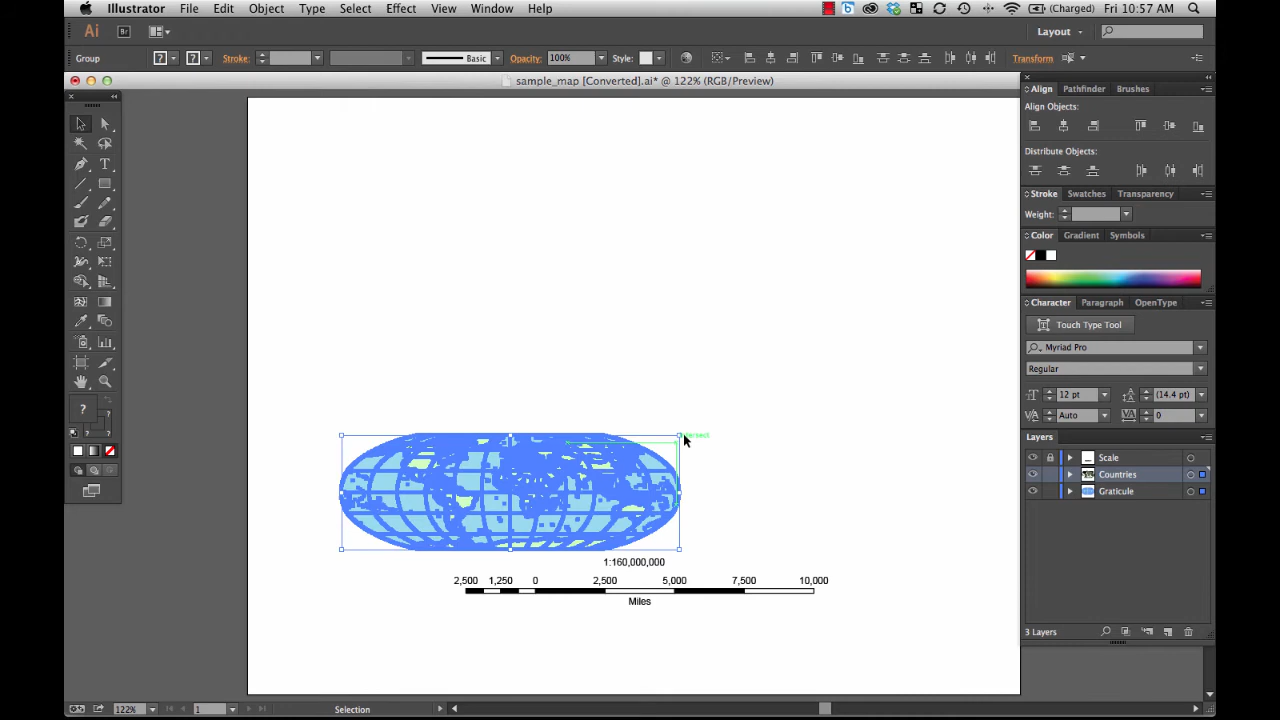 Illustrator File Edit Object Type Select Effect View Window Help (Charged) Fri 10:57 AM
Ai Br Layout
Group ? ? Stroke: Basic Opacity: 100% Style: Transform
sample_map [Converted].ai* @ 122% (RGB/Preview)
Align Pathfinder Brushes
Align Objects:
Distribute Objects:
Stroke Swatches Transparency
Weight:
Color Gradient Symbols
Character Paragraph OpenType
Touch Type Tool
Myriad Pro
Regular
12 pt (14.4 pt)
Auto 0
Layers
Scale
Countries
Graticule
3 Layers
1:160,000,000
2,500 1,250 0 2,500 5,000 7,500 10,000
Miles
122% 1 Selection